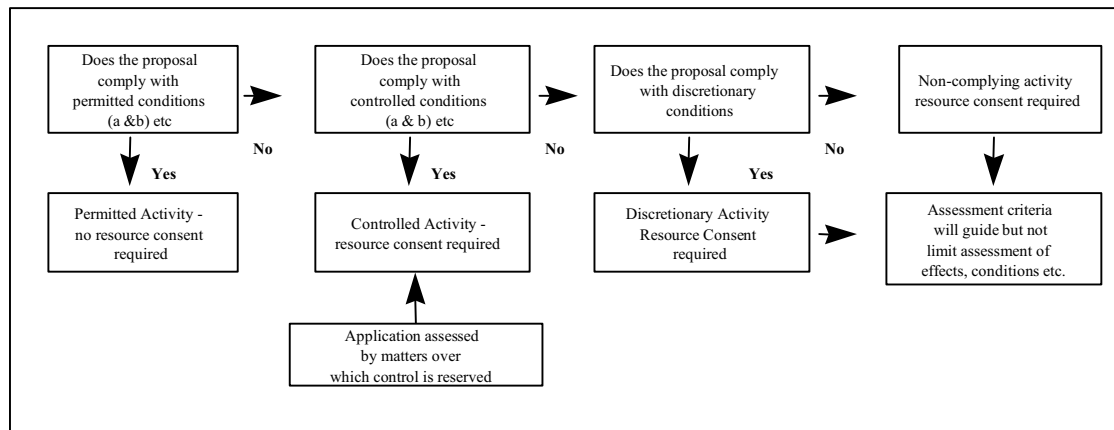 Does the proposal
comply with
permitted conditions
(a &b) etc
Does the proposal
comply with
controlled conditions
(a & b) etc
Does the proposal comply
with discretionary
conditions
Non-complying activity
resource consent required
No
No
No
Yes
Yes
Yes
Permitted Activity -
no resource consent
required
Controlled Activity -
resource consent required
Discretionary Activity
Resource Consent
required
Assessment criteria
will guide but not
limit assessment of
effects, conditions etc.
Application assessed
by matters over
which control is reserved